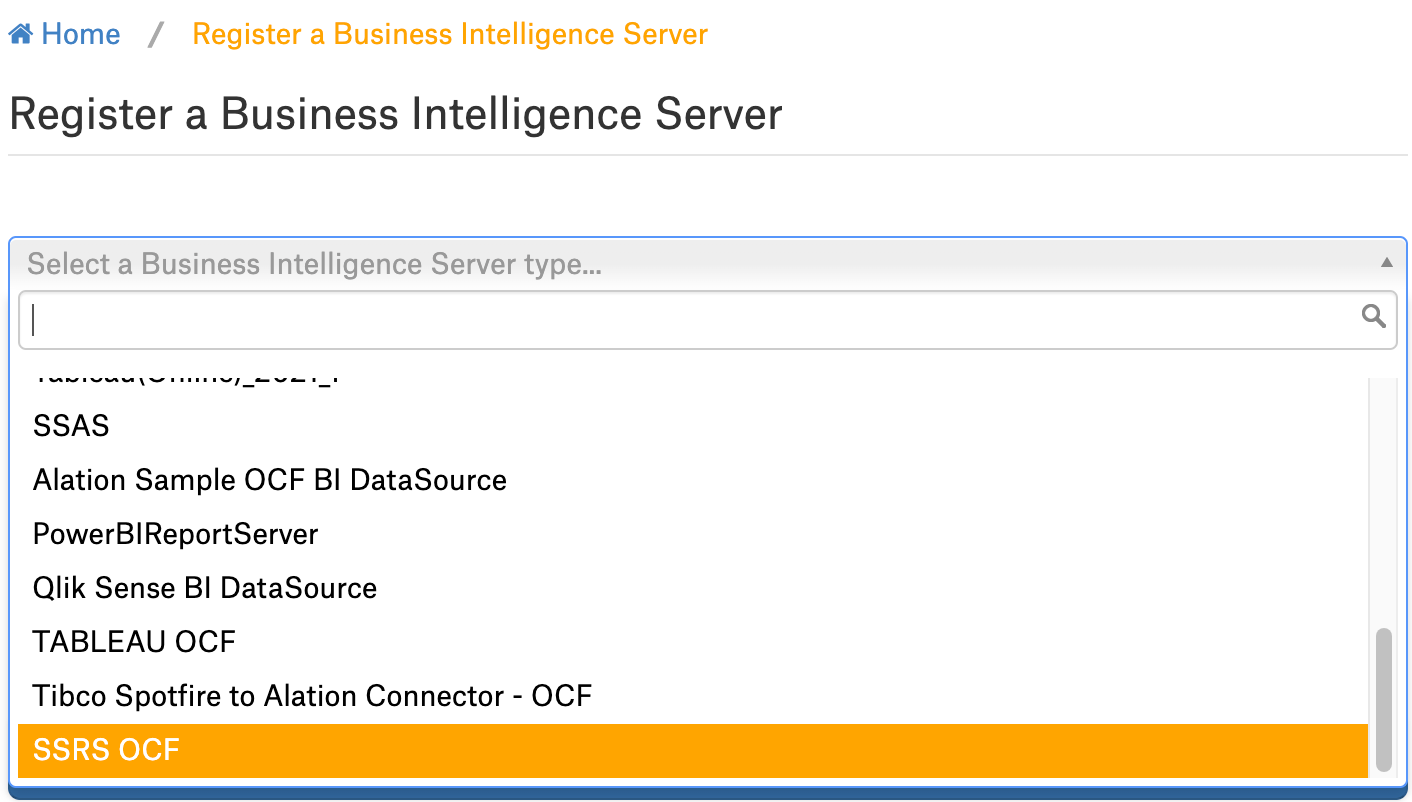 Home / Register a Business Intelligence Server
Register a Business Intelligence Server
Select a Business Intelligence Server type...
SSAS
Alation Sample OCF BI DataSource
PowerBIReportServer
Qlik Sense BI DataSource
TABLEAU OCF
Tibco Spotfire to Alation Connector - OCF
SSRS OCF